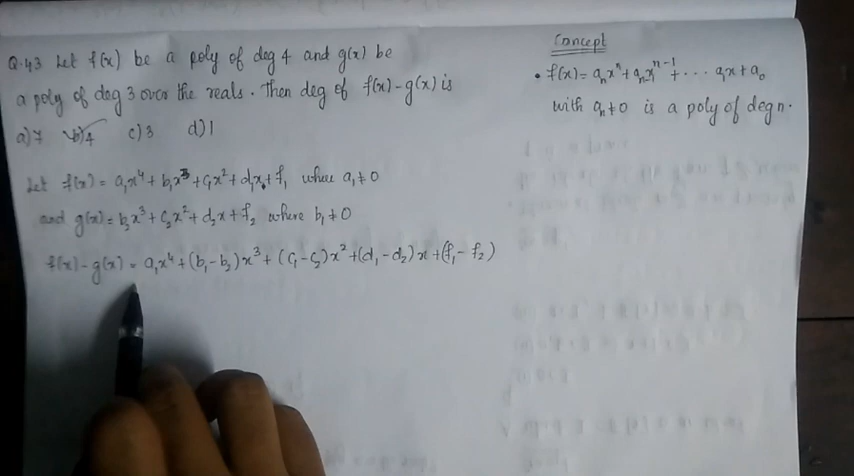 Q.43 Let f(x) be a poly of deg 4 and g(x) be
a poly of deg 3 over the reals. Then deg of f(x)-g(x) is
a)7 b)4 c)3 d)1
Let f(x)= a₁x⁴+b₁x³+c₁x²+d₁x+f₁ where a₁≠0
and g(x)= b₂x³+c₂x²+d₂x+f₂ where b₁≠0
f(x)-g(x)= a₁x⁴+(b₁-b₂)x³+(c₁-c₂)x²+(d₁-d₂)x+(f₁-f₂)
Concept
• f(x)= aₙxⁿ+aₙ₋₁xⁿ⁻¹+... a₁x+a₀
with aₙ≠0 is a poly of deg n.